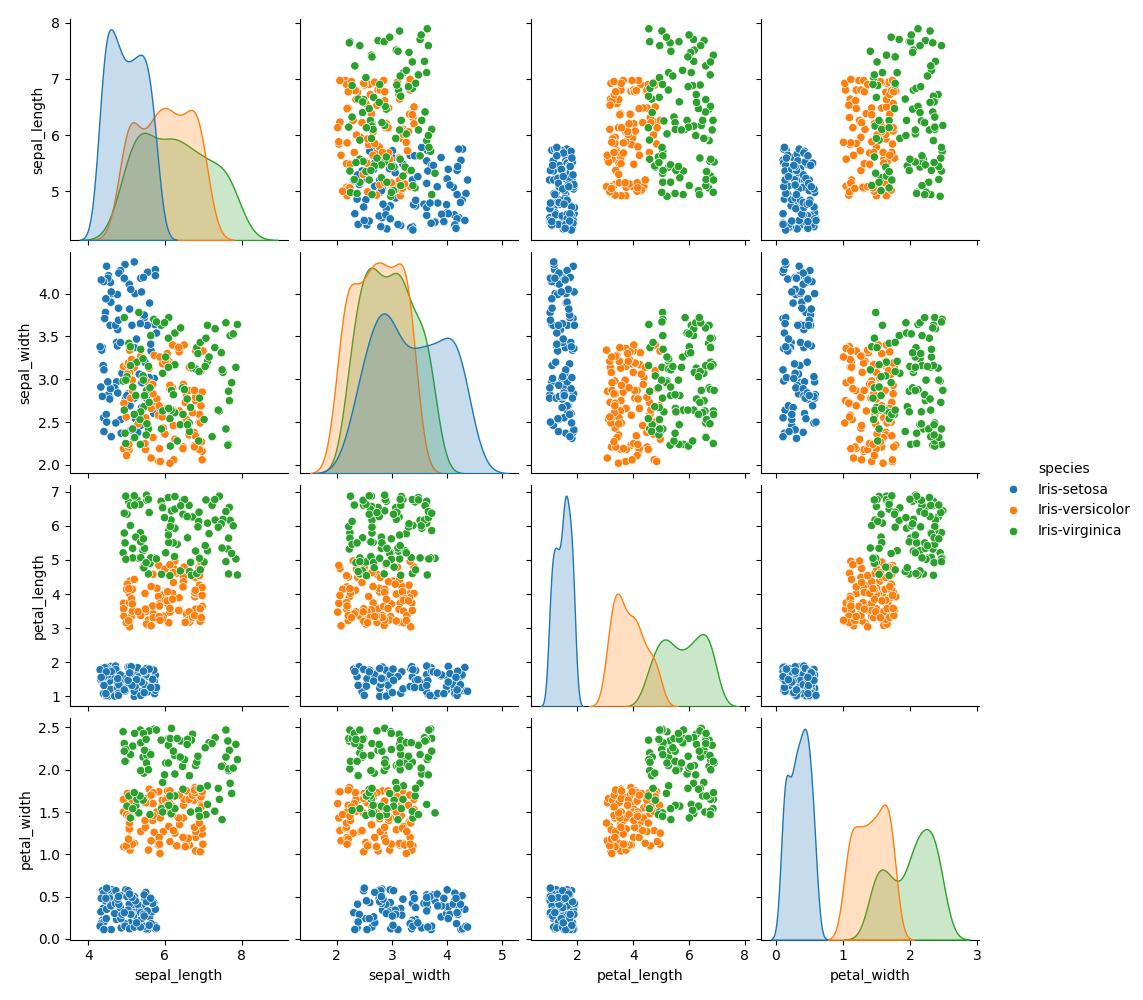 8
7
6
5
sepal_length
4.0
3.5
3.0
2.5
2.0
sepal_width
species
Iris-setosa
Iris-versicolor
Iris-virginica
7
6
5
4
3
2
1
petal_length
2.5
2.0
1.5
1.0
0.5
0.0
petal_width
4 6 8
2 3 4 5
2 4 6 8
0 1 2 3
sepal_length
sepal_width
petal_length
petal_width